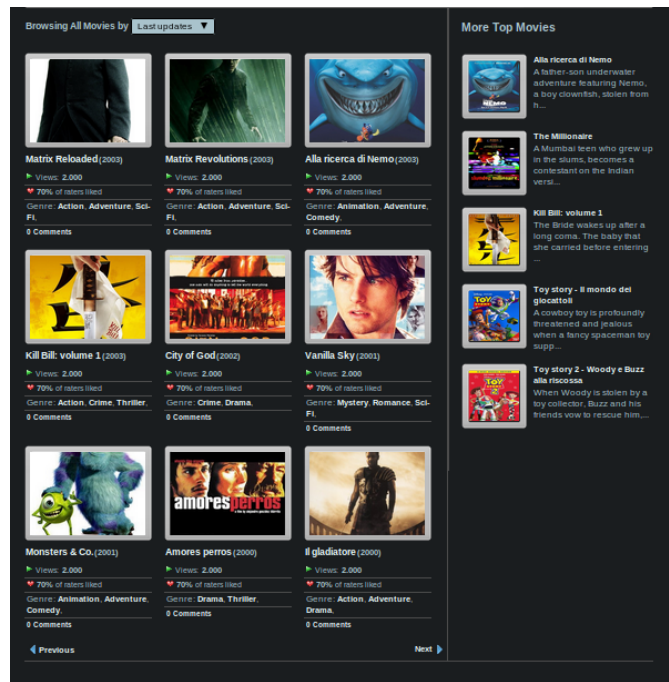 Browsing All Movies by Last updates ▼
Matrix Reloaded (2003)
Views: 2.000
70% of raters liked
Genre: Action, Adventure, Sci-
Fi,
0 Comments
Matrix Revolutions (2003)
Views: 2.000
70% of raters liked
Genre: Action, Adventure, Sci-
Fi,
0 Comments
Alla ricerca di Nemo (2003)
Views: 2.000
70% of raters liked
Genre: Animation, Adventure,
Comedy,
0 Comments
Kill Bill: volume 1 (2003)
Views: 2.000
70% of raters liked
Genre: Action, Crime, Thriller,
0 Comments
City of God (2002)
Views: 2.000
70% of raters liked
Genre: Crime, Drama,
0 Comments
Vanilla Sky (2001)
Views: 2.000
70% of raters liked
Genre: Mystery, Romance, Sci-
Fi,
0 Comments
Monsters & Co. (2001)
Views: 2.000
70% of raters liked
Genre: Animation, Adventure,
Comedy,
0 Comments
amores perros
Amores perros (2000)
Views: 2.000
70% of raters liked
Genre: Drama, Thriller,
0 Comments
Il gladiatore (2000)
Views: 2.000
70% of raters liked
Genre: Action, Adventure,
Drama,
0 Comments
Previous
Next
More Top Movies
NEMO
Alla ricerca di Nemo
A father-son underwater
adventure featuring Nemo,
a boy clownfish, stolen from
h...
The Millionaire
A Mumbai teen who grew up
in the slums, becomes a
contestant on the Indian
versi...
Kill Bill: volume 1
The Bride wakes up after a
long coma. The baby that
she carried before entering
...
TOY
STORY
Toy story - Il mondo dei
giocattoli
A cowboy toy is profoundly
threatened and jealous
when a fancy spaceman toy
supp...
TOY
STORY
2
Toy story 2 - Woody e Buzz
alla riscossa
When Woody is stolen by a
toy collector, Buzz and his
friends vow to rescue him,...